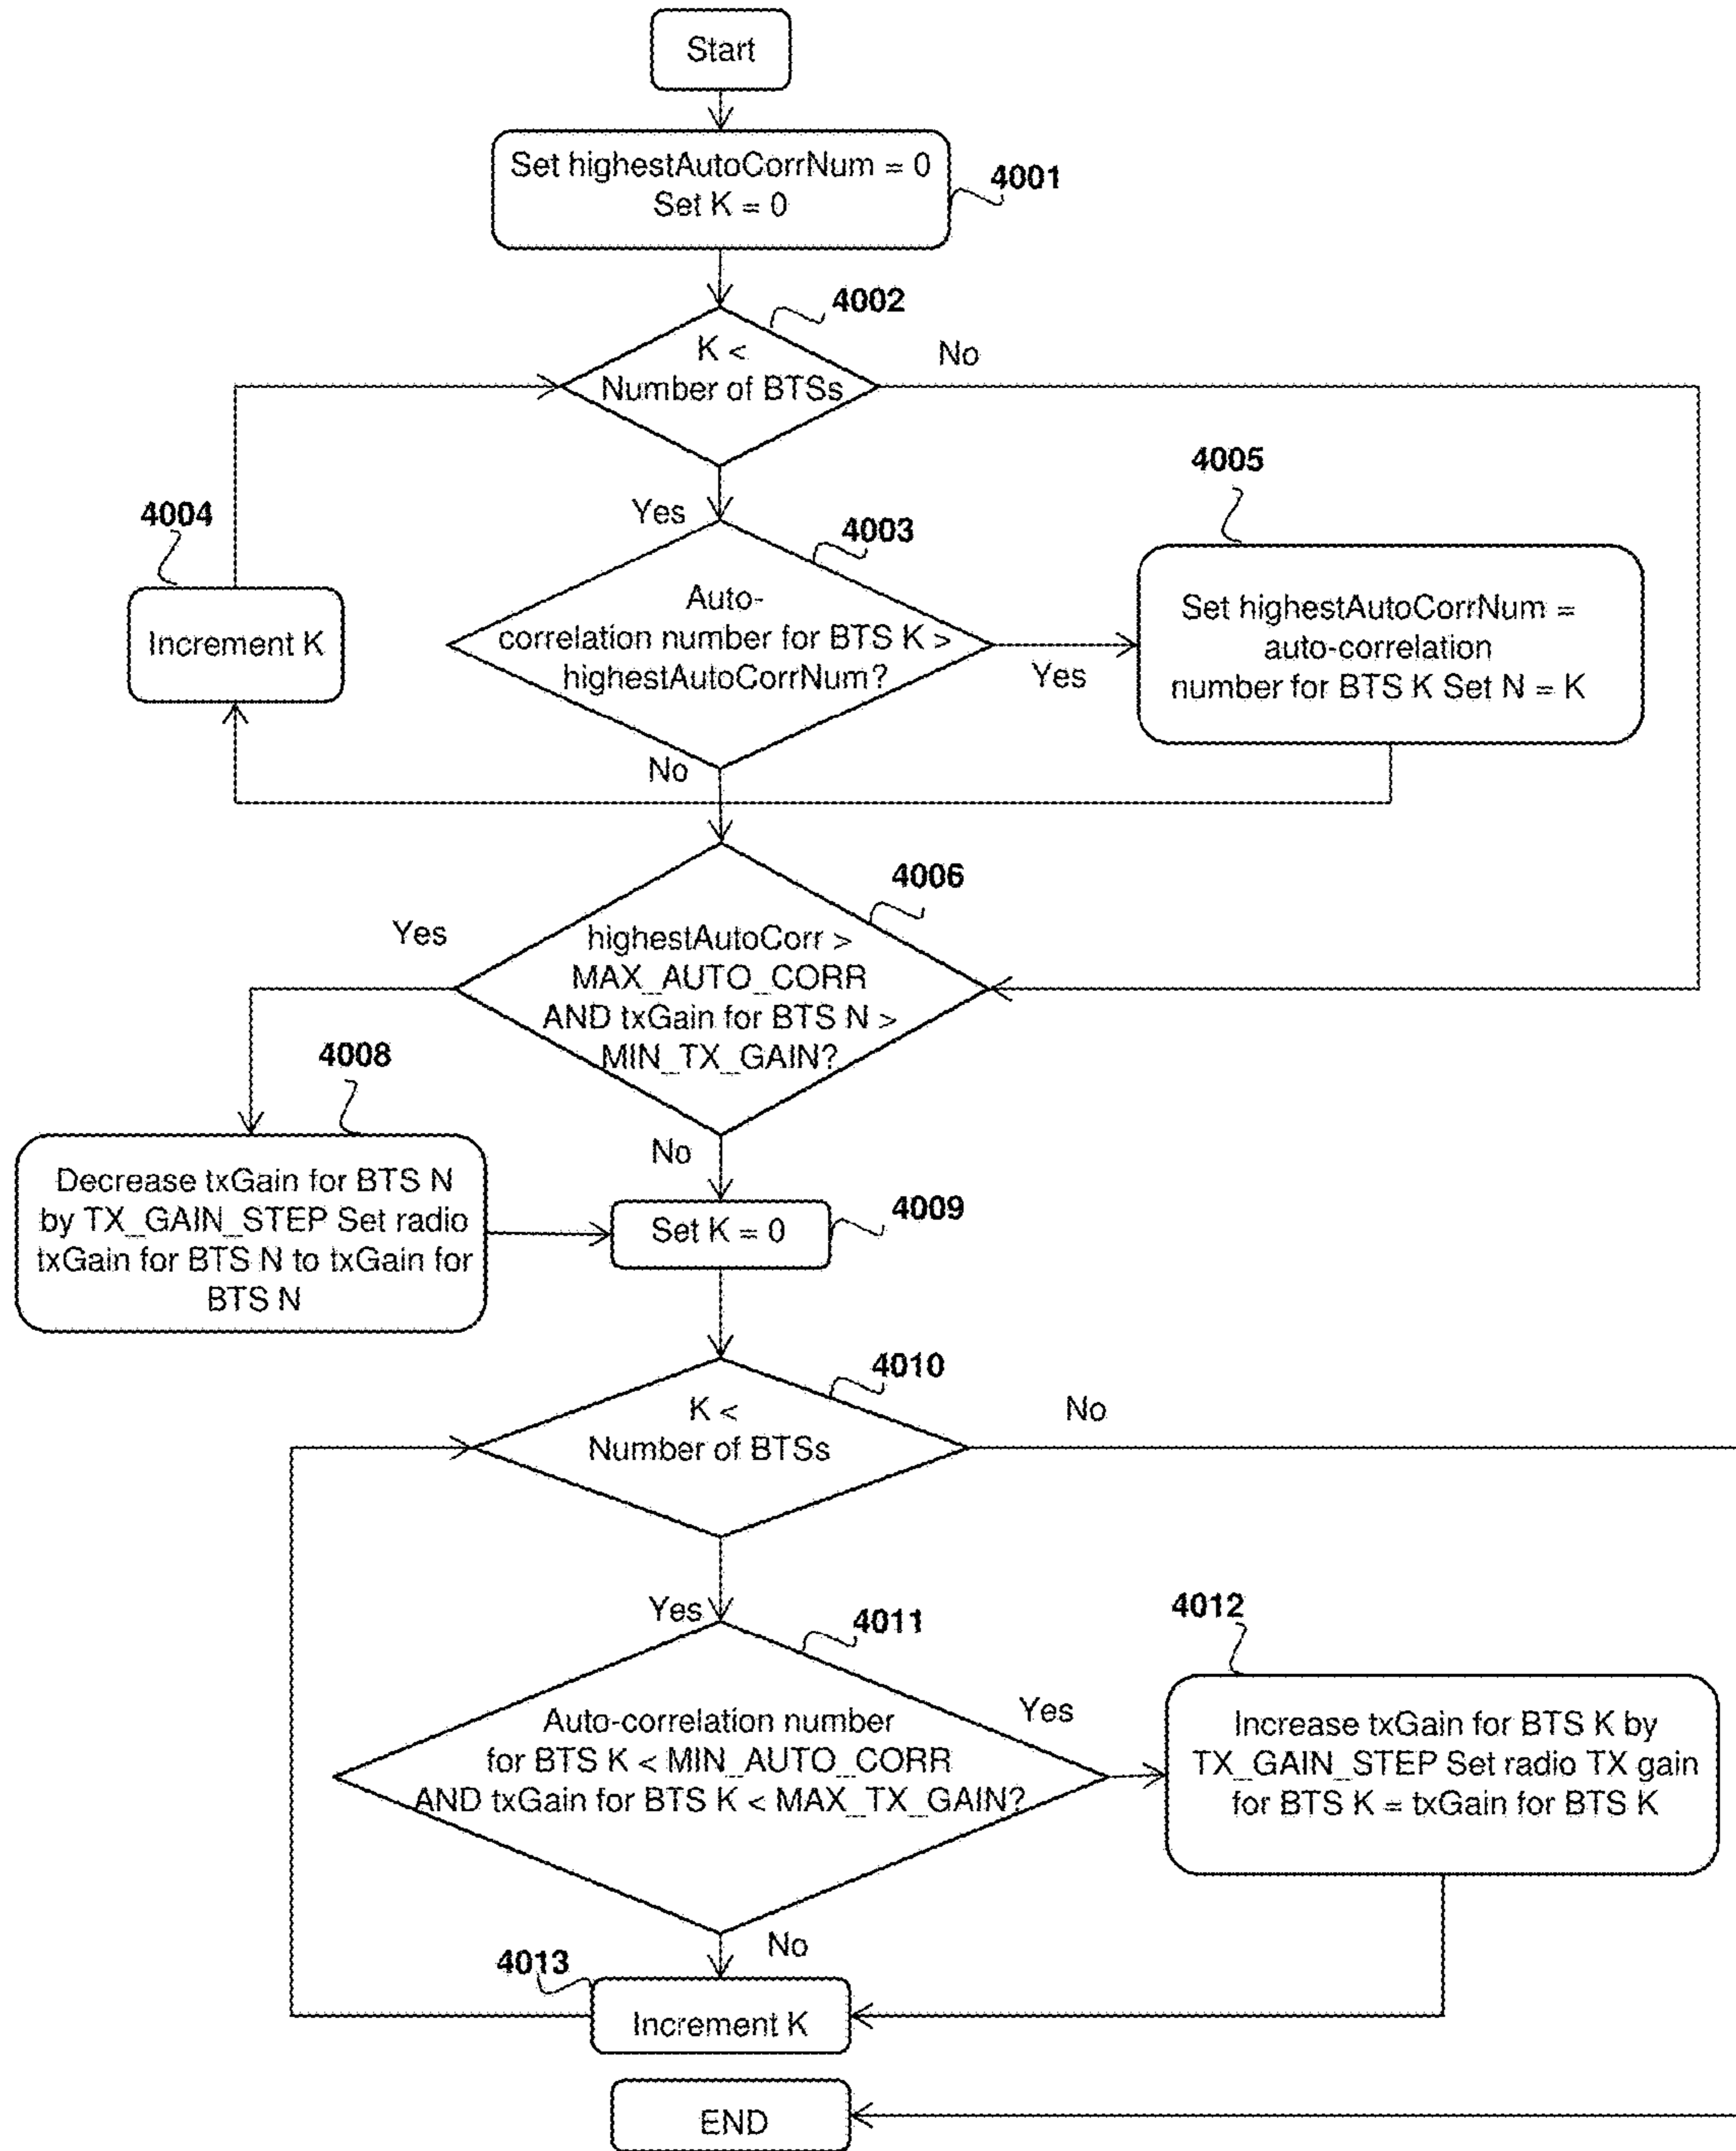 Start
Set highestAutoCorrNum = 0
Set K = 0
4001
4002
K <
Number of BTSs
No
Yes
4003
4004
4005
Increment K
Auto-
correlation number for BTS K >
highestAutoCorrNum?
Yes
Set highestAutoCorrNum =
auto-correlation
number for BTS K Set N = K
No
4006
Yes
highestAutoCorr >
MAX_AUTO_CORR
AND txGain for BTS N >
MIN_TX_GAIN?
4008
No
Decrease txGain for BTS N
by TX_GAIN_STEP Set radio
txGain for BTS N to txGain for
BTS N
Set K = 0
4009
4010
K <
Number of BTSs
No
Yes
4011
4012
Auto-correlation number
for BTS K < MIN_AUTO_CORR
AND txGain for BTS K < MAX_TX_GAIN?
Yes
Increase txGain for BTS K by
TX_GAIN_STEP Set radio TX gain
for BTS K = txGain for BTS K
No
4013
Increment K
END